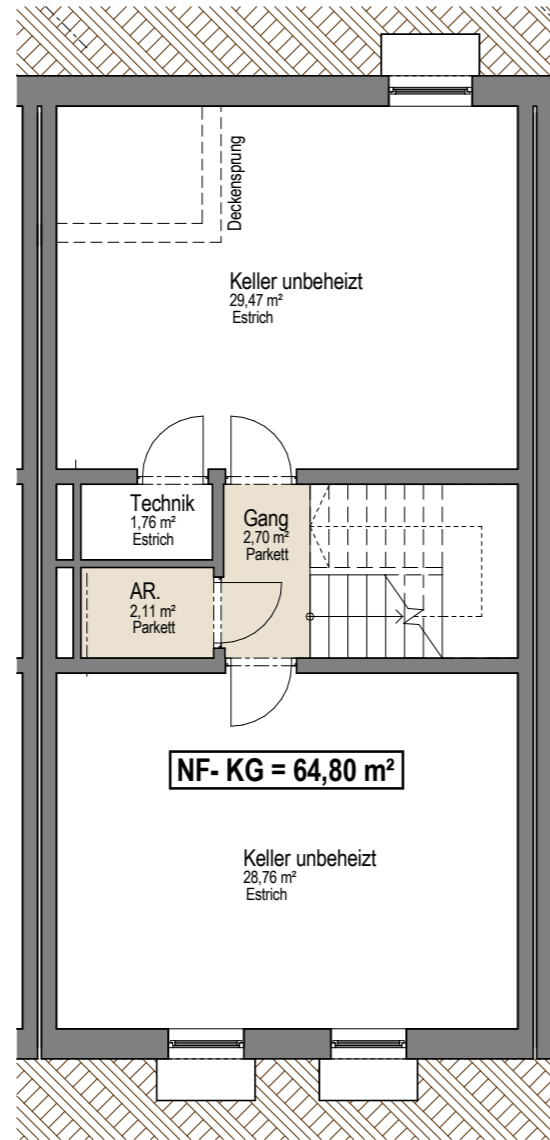 Deckensprung
Keller unbeheizt
29,47 m²
Estrich
Technik
1,76 m²
Estrich
Gang
2,70 m²
Parkett
AR.
2,11 m²
Parkett
NF- KG = 64,80 m²
Keller unbeheizt
28,76 m²
Estrich